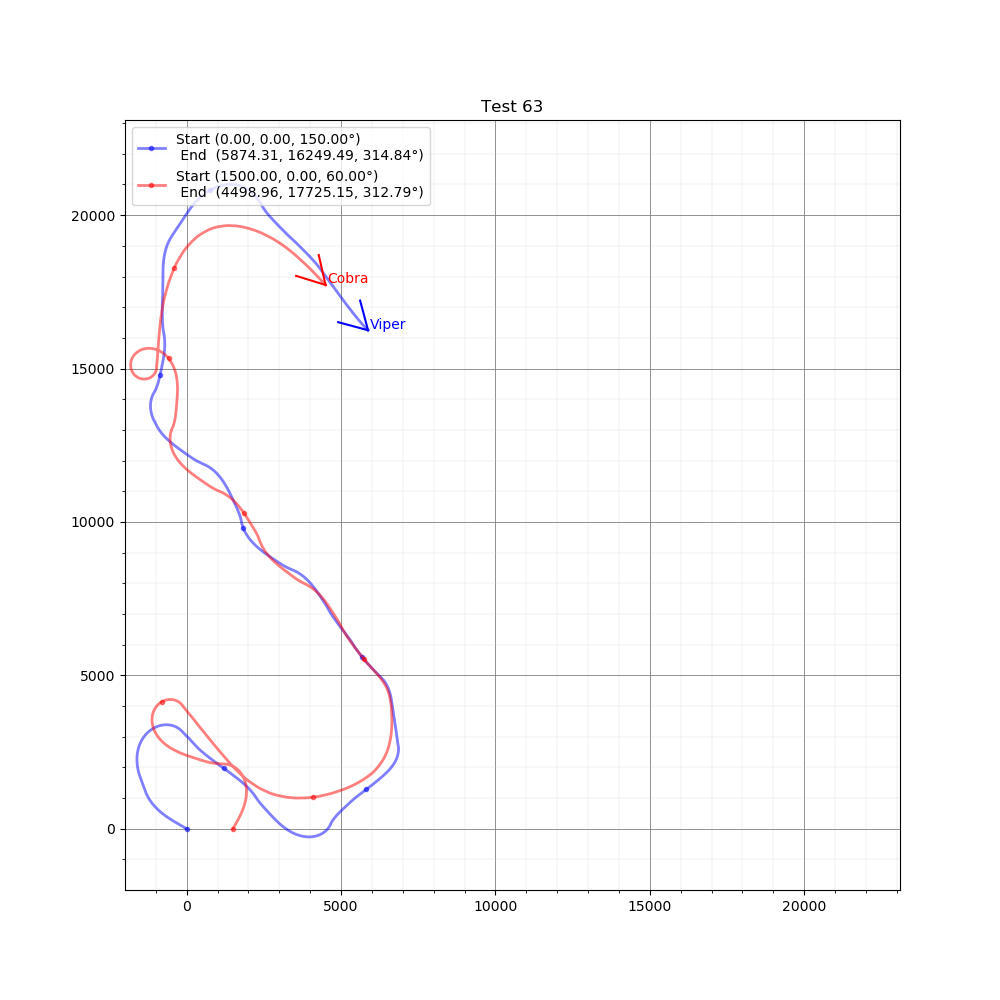 Test 63
Start (0.00, 0.00, 150.00°)
End (5874.31, 16249.49, 314.84°)
Start (1500.00, 0.00, 60.00°)
End (4498.96, 17725.15, 312.79°)
20000
Cobra
Viper
15000
10000
5000
0
0 5000 10000 15000 20000